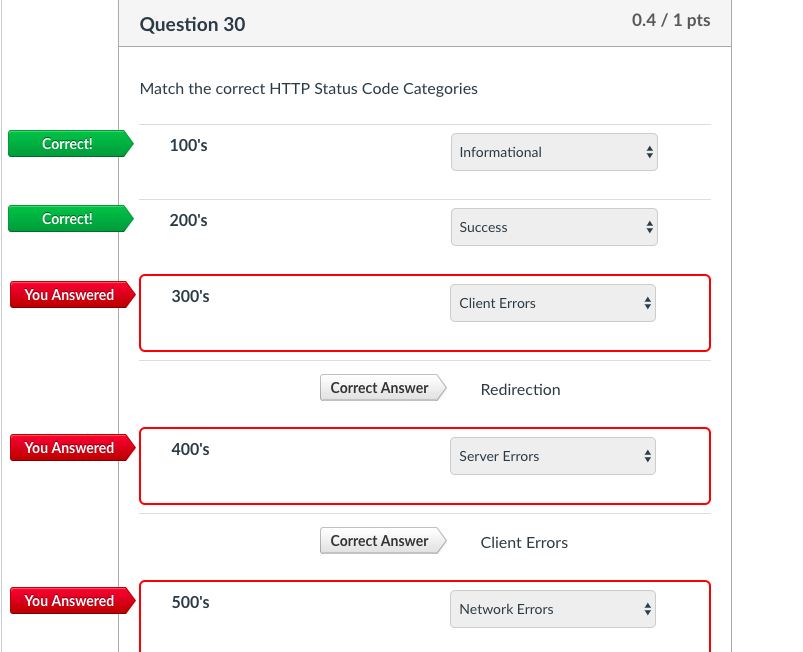 Question 30
0.4 / 1 pts
Match the correct HTTP Status Code Categories
Correct!
100's
Informational
Correct!
200's
Success
You Answered
300's
Client Errors
Correct Answer
Redirection
You Answered
400's
Server Errors
Correct Answer
Client Errors
You Answered
500's
Network Errors